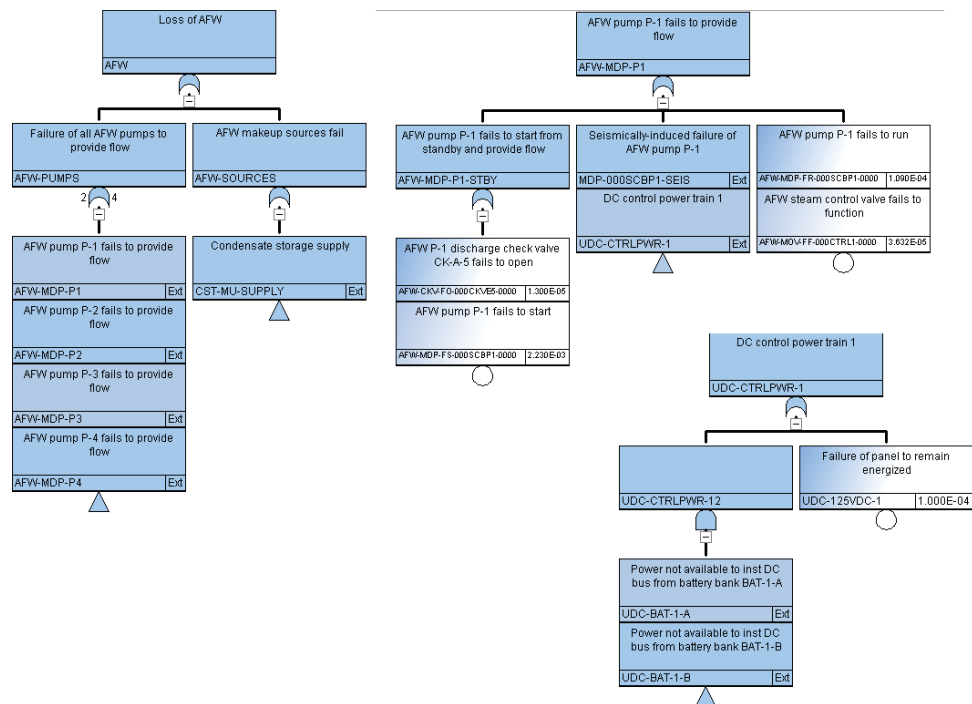 Loss of AFW
AFW
Failure of all AFW pumps to
provide flow
AFW-PUMPS
AFW makeup sources fail
AFW-SOURCES
2 4
AFW pump P-1 fails to provide
flow
AFW-MDP-P1 Ext
AFW pump P-2 fails to provide
flow
AFW-MDP-P2 Ext
AFW pump P-3 fails to provide
flow
AFW-MDP-P3 Ext
AFW pump P-4 fails to provide
flow
AFW-MDP-P4 Ext
Condensate storage supply
CST-MU-SUPPLY Ext
AFW pump P-1 fails to provide
flow
AFW-MDP-P1
AFW pump P-1 fails to start from
standby and provide flow
AFW-MDP-P1-STBY
AFW P-1 discharge check valve
CK-A-5 fails to open
AFW-CKV-FO-000CKVE5-0000 1.300E-05
AFW pump P-1 fails to start
AFW-MDP-FS-000SCBP1-0000 2.230E-03
Seismically-induced failure of
AFW pump P-1
MDP-000SCBP1-SEIS Ext
DC control power train 1
UDC-CTRLPWR-1 Ext
AFW pump P-1 fails to run
AFW-MDP-FR-000SCBP1-0000 1.090E-04
AFW steam control valve fails to
function
AFW-MOV-FF-000CTRL1-0000 3.632E-05
DC control power train 1
UDC-CTRLPWR-1
UDC-CTRLPWR-12
Failure of panel to remain
energized
UDC-125VDC-1 1.000E-04
Power not available to inst DC
bus from battery bank BAT-1-A
UDC-BAT-1-A Ext
Power not available to inst DC
bus from battery bank BAT-1-B
UDC-BAT-1-B Ext